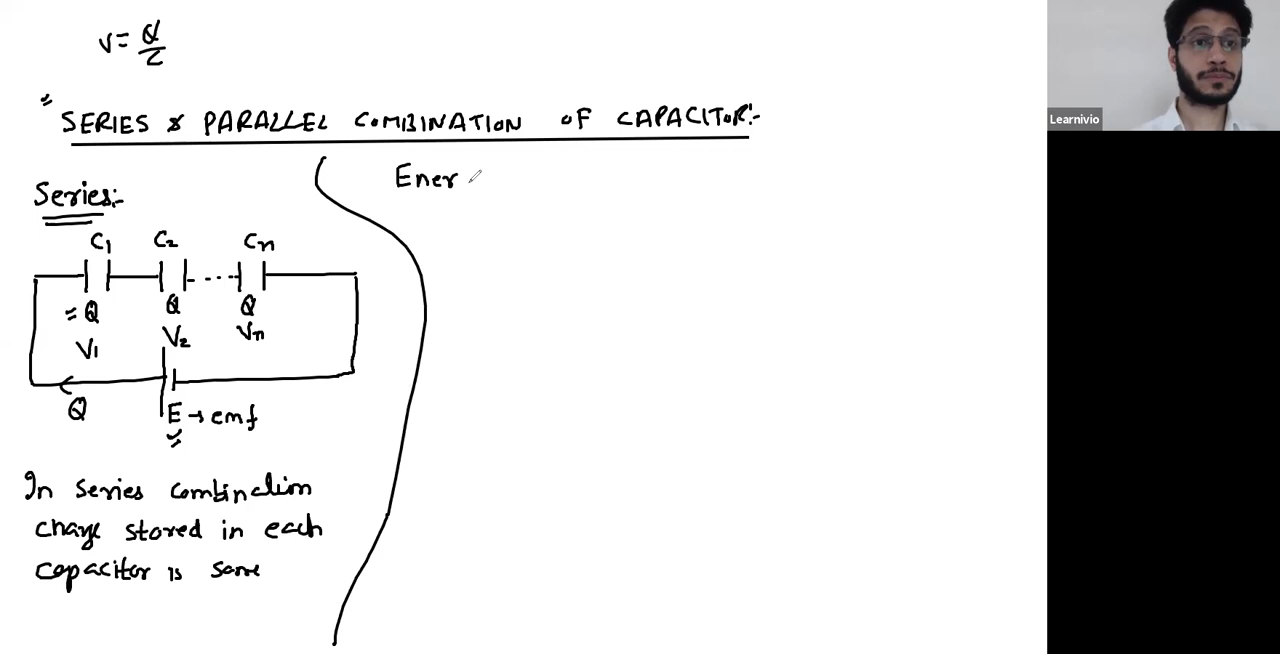 V = Q/C
SERIES & PARALLEL COMBINATION OF CAPACITOR:-
Series:-
C1 C2 Cn
Q Q Q
V1 V2 Vn
Q
E → emf
In series combination
charge stored in each
capacitor is same
Ener
Learnivio